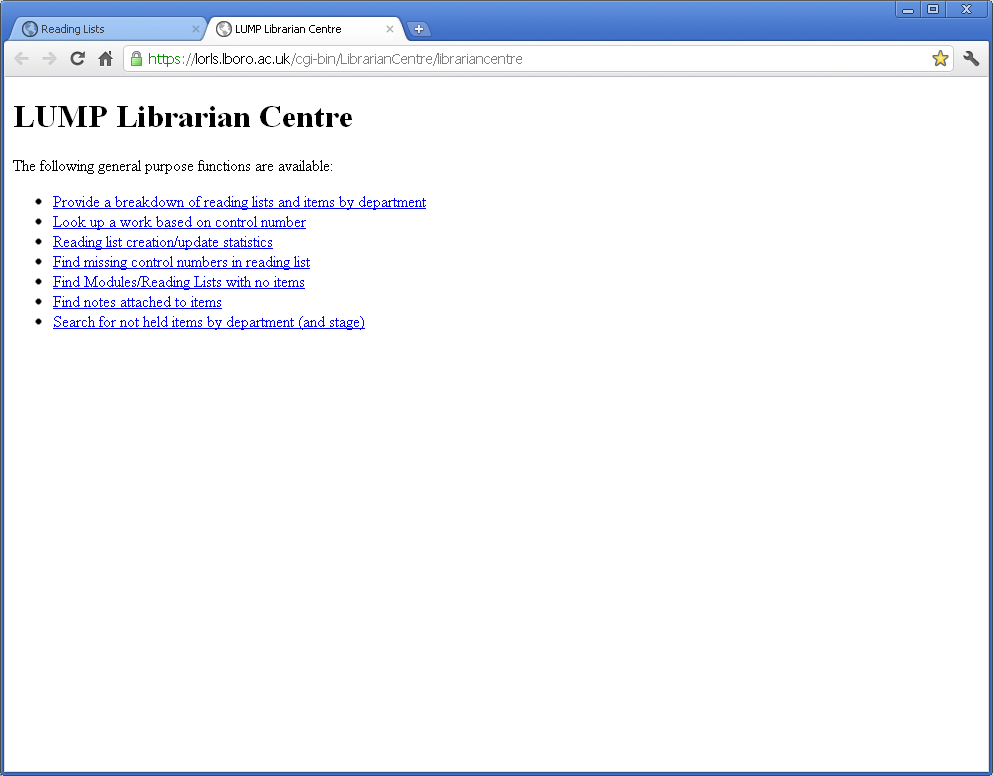 Reading Lists
LUMP Librarian Centre
https://lorls.lboro.ac.uk/cgi-bin/LibrarianCentre/librariancentre
LUMP Librarian Centre
The following general purpose functions are available:
Provide a breakdown of reading lists and items by department
Look up a work based on control number
Reading list creation/update statistics
Find missing control numbers in reading list
Find Modules/Reading Lists with no items
Find notes attached to items
Search for not held items by department (and stage)